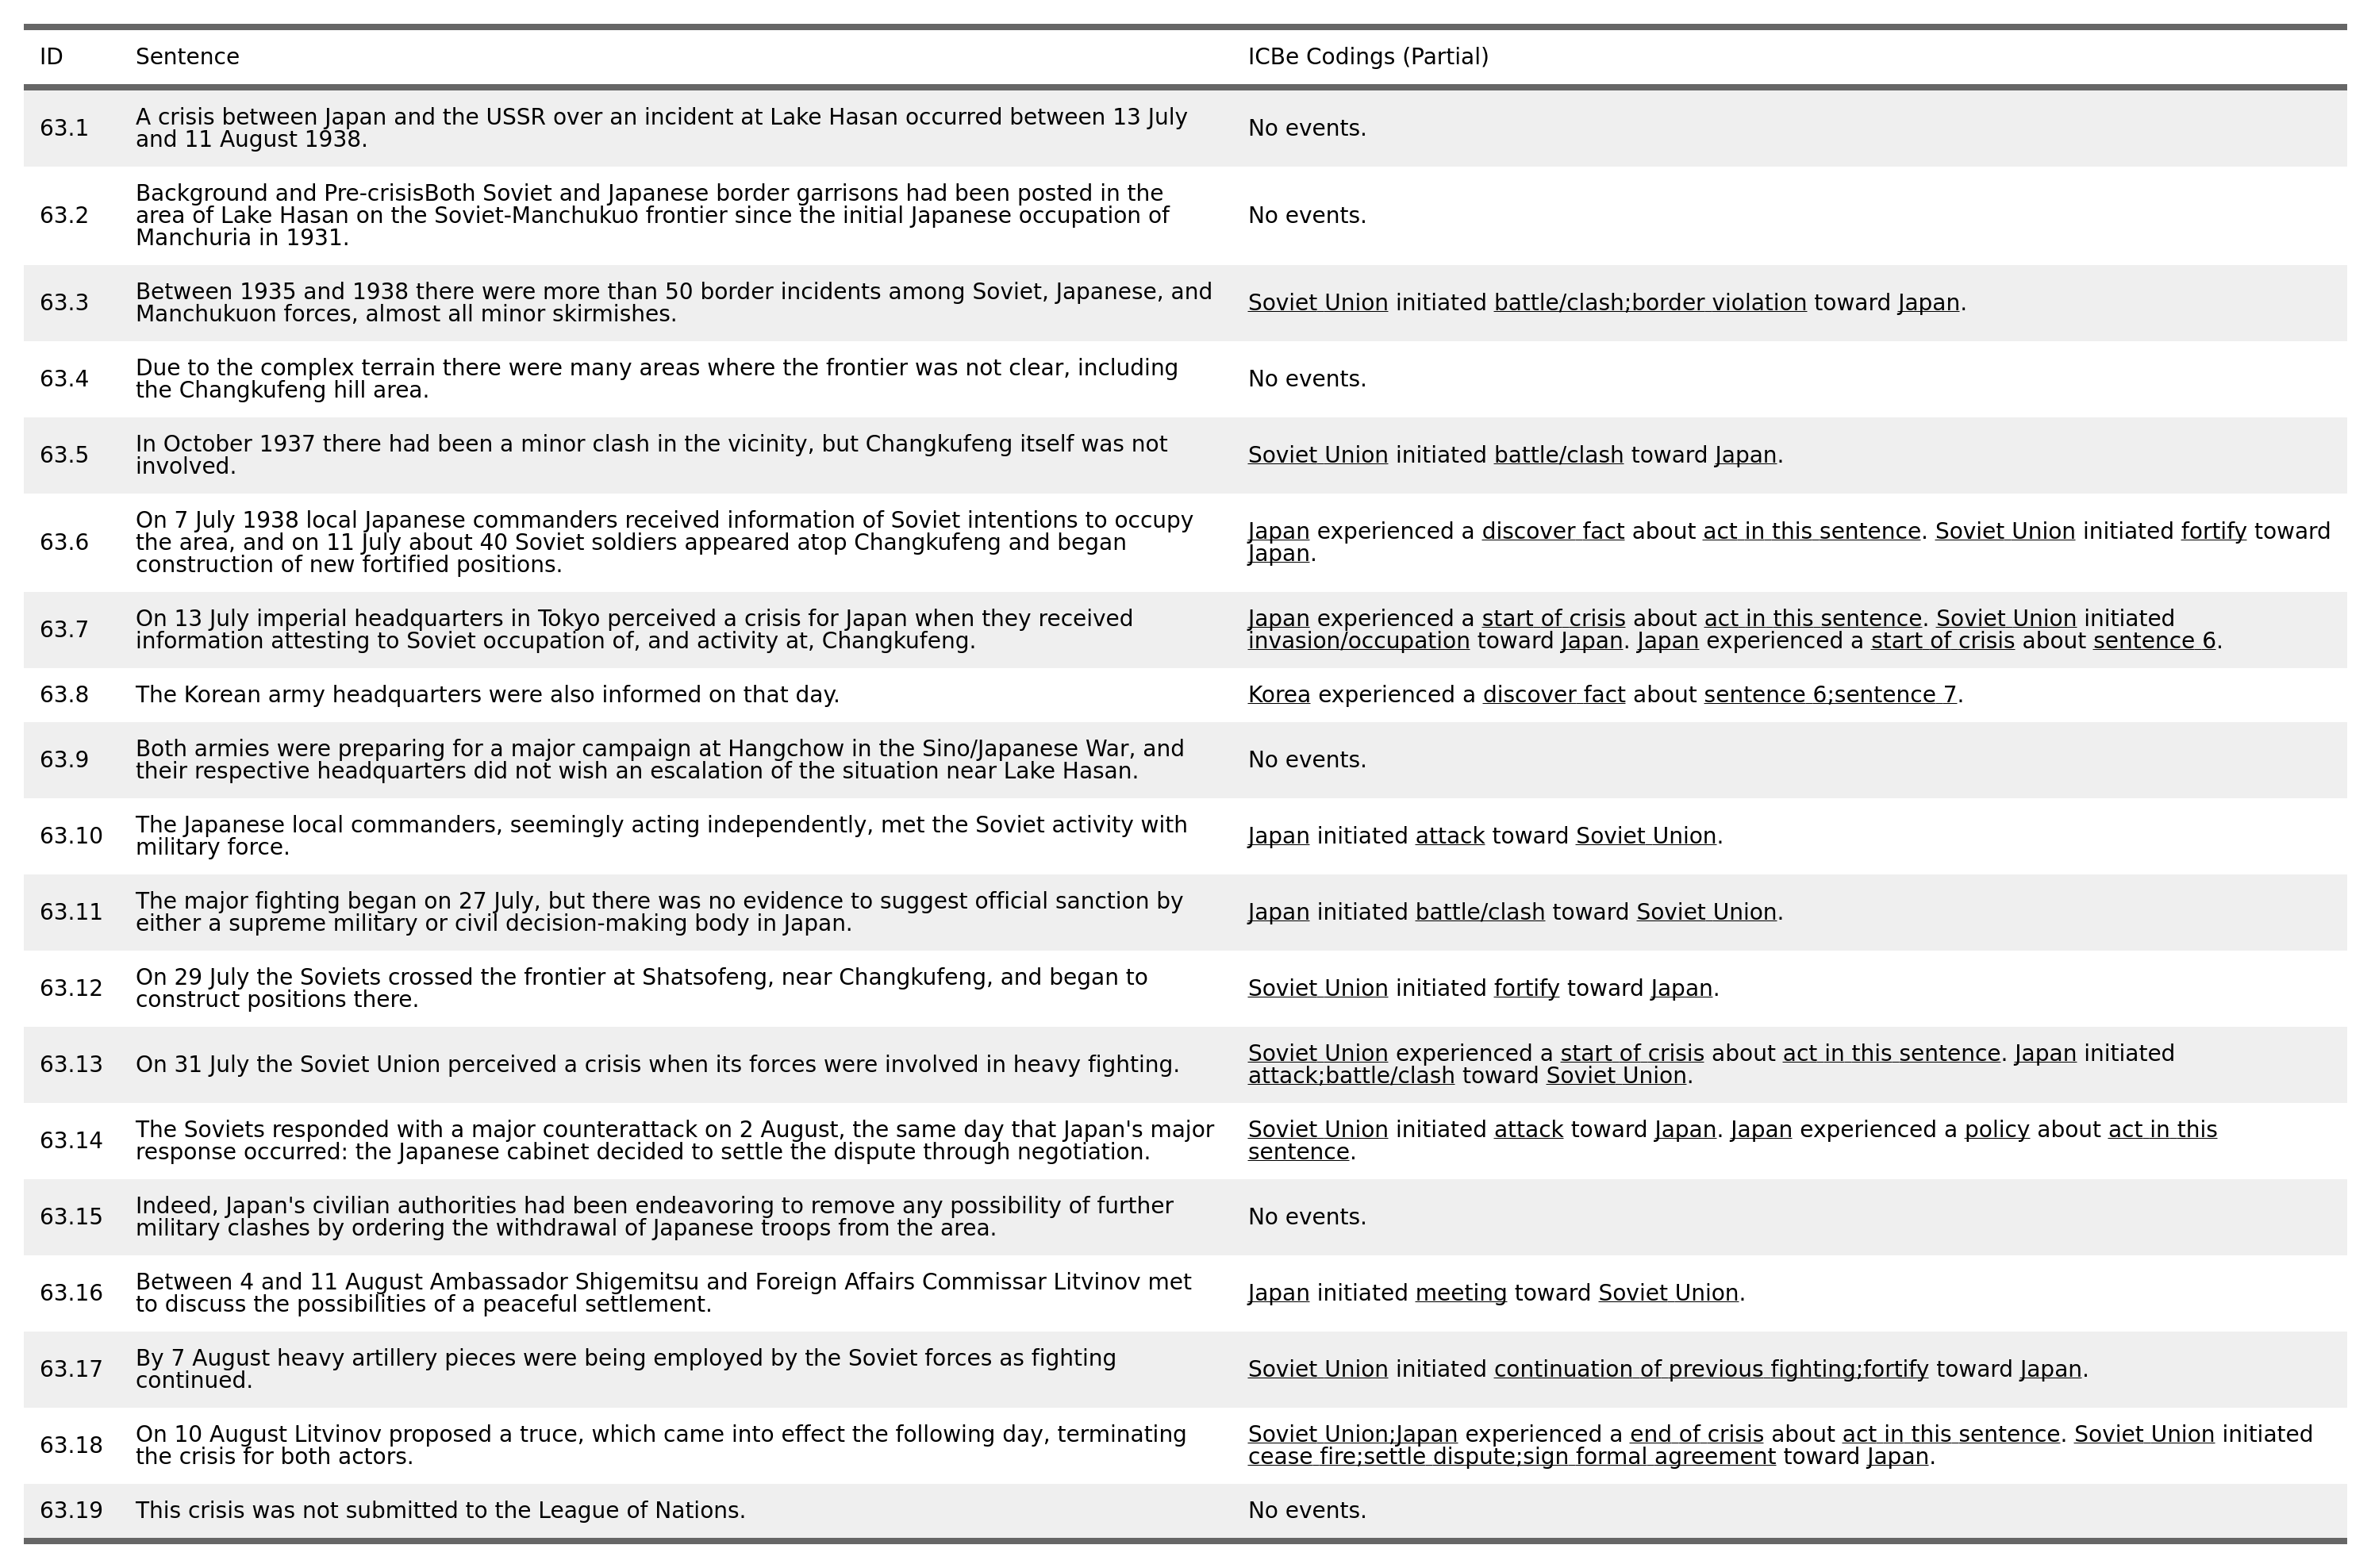 ID Sentence ICBe Codings (Partial)
63.1 A crisis between Japan and the USSR over an incident at Lake Hasan occurred between 13 July
and 11 August 1938.
No events.
63.2 Background and Pre-crisisBoth Soviet and Japanese border garrisons had been posted in the
area of Lake Hasan on the Soviet-Manchukuo frontier since the initial Japanese occupation of
Manchuria in 1931.
No events.
63.3 Between 1935 and 1938 there were more than 50 border incidents among Soviet, Japanese, and
Manchukuon forces, almost all minor skirmishes.
Soviet Union initiated battle/clash;border violation toward Japan.
63.4 Due to the complex terrain there were many areas where the frontier was not clear, including
the Changkufeng hill area.
No events.
63.5 In October 1937 there had been a minor clash in the vicinity, but Changkufeng itself was not
involved.
Soviet Union initiated battle/clash toward Japan.
63.6 On 7 July 1938 local Japanese commanders received information of Soviet intentions to occupy
the area, and on 11 July about 40 Soviet soldiers appeared atop Changkufeng and began
construction of new fortified positions.
Japan experienced a discover fact about act in this sentence. Soviet Union initiated fortify toward
Japan.
63.7 On 13 July imperial headquarters in Tokyo perceived a crisis for Japan when they received
information attesting to Soviet occupation of, and activity at, Changkufeng.
Japan experienced a start of crisis about act in this sentence. Soviet Union initiated
invasion/occupation toward Japan. Japan experienced a start of crisis about sentence 6.
63.8 The Korean army headquarters were also informed on that day.
Korea experienced a discover fact about sentence 6;sentence 7.
63.9 Both armies were preparing for a major campaign at Hangchow in the Sino/Japanese War, and
their respective headquarters did not wish an escalation of the situation near Lake Hasan.
No events.
63.10 The Japanese local commanders, seemingly acting independently, met the Soviet activity with
military force.
Japan initiated attack toward Soviet Union.
63.11 The major fighting began on 27 July, but there was no evidence to suggest official sanction by
either a supreme military or civil decision-making body in Japan.
Japan initiated battle/clash toward Soviet Union.
63.12 On 29 July the Soviets crossed the frontier at Shatsofeng, near Changkufeng, and began to
construct positions there.
Soviet Union initiated fortify toward Japan.
63.13 On 31 July the Soviet Union perceived a crisis when its forces were involved in heavy fighting.
Soviet Union experienced a start of crisis about act in this sentence. Japan initiated
attack;battle/clash toward Soviet Union.
63.14 The Soviets responded with a major counterattack on 2 August, the same day that Japan's major
response occurred: the Japanese cabinet decided to settle the dispute through negotiation.
Soviet Union initiated attack toward Japan. Japan experienced a policy about act in this
sentence.
63.15 Indeed, Japan's civilian authorities had been endeavoring to remove any possibility of further
military clashes by ordering the withdrawal of Japanese troops from the area.
No events.
63.16 Between 4 and 11 August Ambassador Shigemitsu and Foreign Affairs Commissar Litvinov met
to discuss the possibilities of a peaceful settlement.
Japan initiated meeting toward Soviet Union.
63.17 By 7 August heavy artillery pieces were being employed by the Soviet forces as fighting
continued.
Soviet Union initiated continuation of previous fighting;fortify toward Japan.
63.18 On 10 August Litvinov proposed a truce, which came into effect the following day, terminating
the crisis for both actors.
Soviet Union;Japan experienced a end of crisis about act in this sentence. Soviet Union initiated
cease fire;settle dispute;sign formal agreement toward Japan.
63.19 This crisis was not submitted to the League of Nations.
No events.